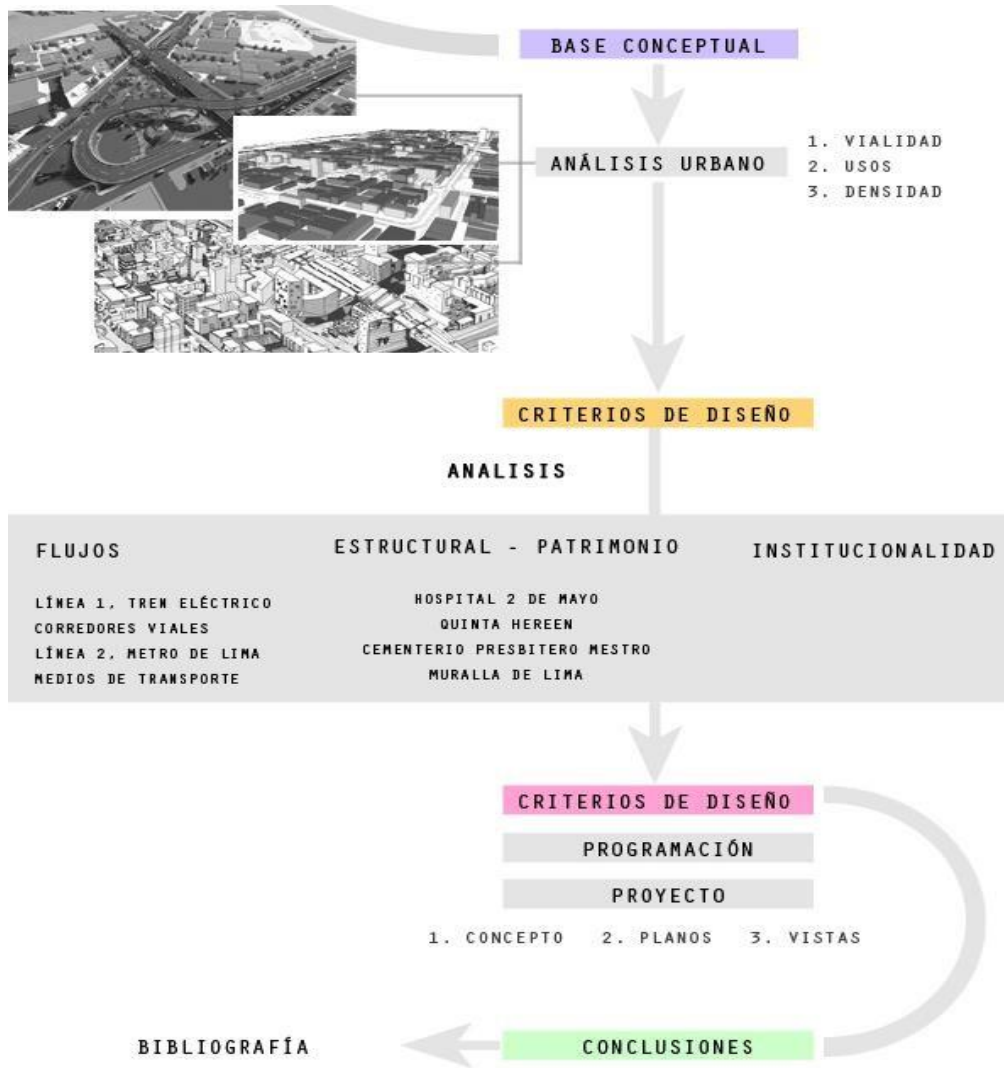 BASE CONCEPTUAL
ANÁLISIS URBANO
1. VIALIDAD
2. USOS
3. DENSIDAD
CRITERIOS DE DISEÑO
ANALISIS
FLUJOS
LÍNEA 1, TREN ELÉCTRICO
CORREDORES VIALES
LÍNEA 2, METRO DE LIMA
MEDIOS DE TRANSPORTE
ESTRUCTURAL - PATRIMONIO
HOSPITAL 2 DE MAYO
QUINTA HEREEN
CEMENTERIO PRESBITERO MESTRO
MURALLA DE LIMA
INSTITUCIONALIDAD
CRITERIOS DE DISEÑO
PROGRAMACIÓN
PROYECTO
1. CONCEPTO 2. PLANOS 3. VISTAS
CONCLUSIONES
BIBLIOGRAFÍA